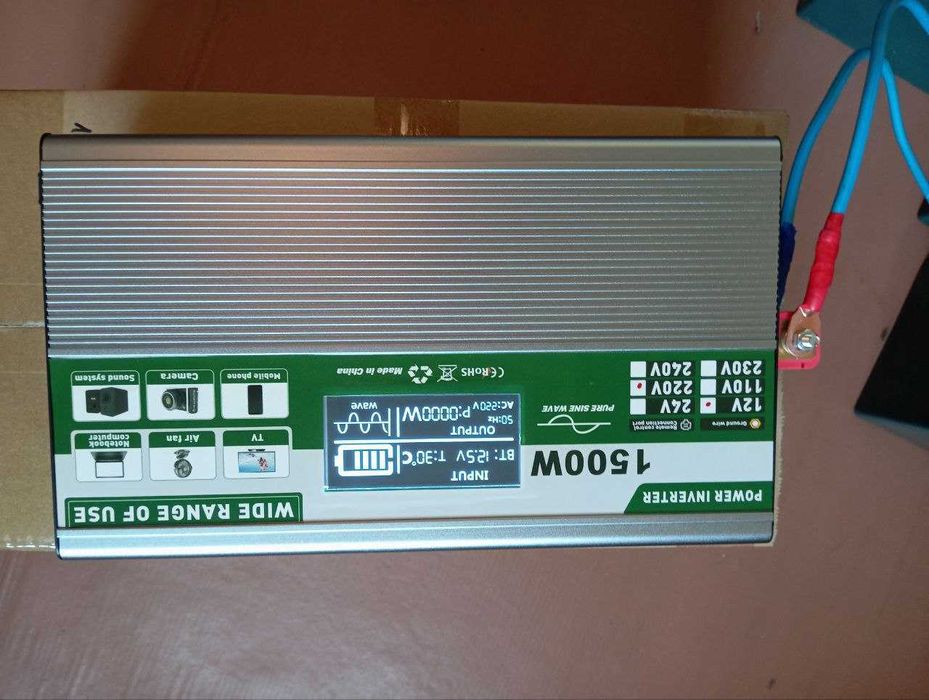 POWER INVERTER
1500W
12V
24V
110V
220V
230V
240V
Ground wire
Remote control
Connection port
PURE SINE WAVE
INPUT
BT: 12.5V T:30°C
OUTPUT
50:Hz
AC:220V
P:0000W
wave
CE RoHS
Made in China
WIDE RANGE OF USE
TV
Air fan
Notebook
computer
Mobile phone
Camera
Sound system